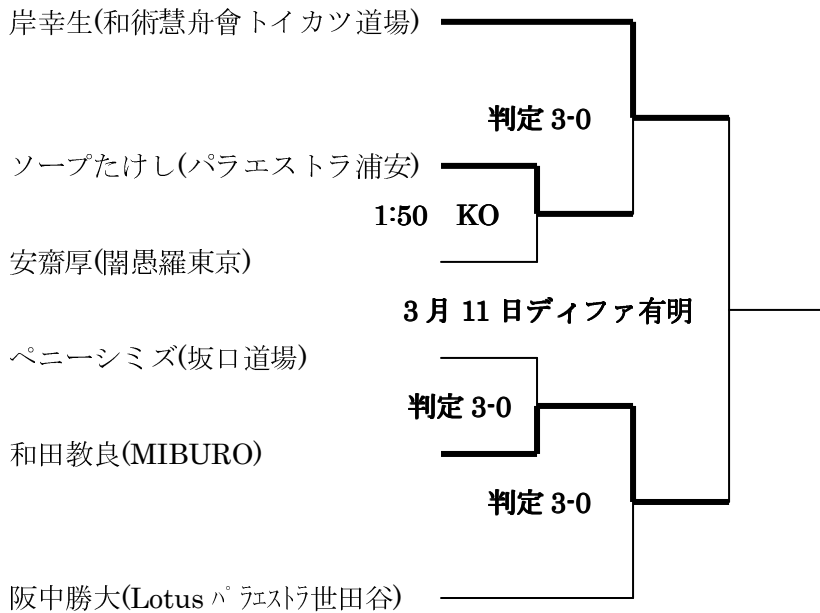 岸幸生(和術慧舟會トイカツ道場)
判定 3-0
ソープたけし(パラエストラ浦安)
1:50 KO
安齋厚(闇愚羅東京)
3月11日ディファ有明
ペニーシミズ(坂口道場)
判定 3-0
和田教良(MIBURO)
判定 3-0
阪中勝大(Lotus パラエストラ世田谷)